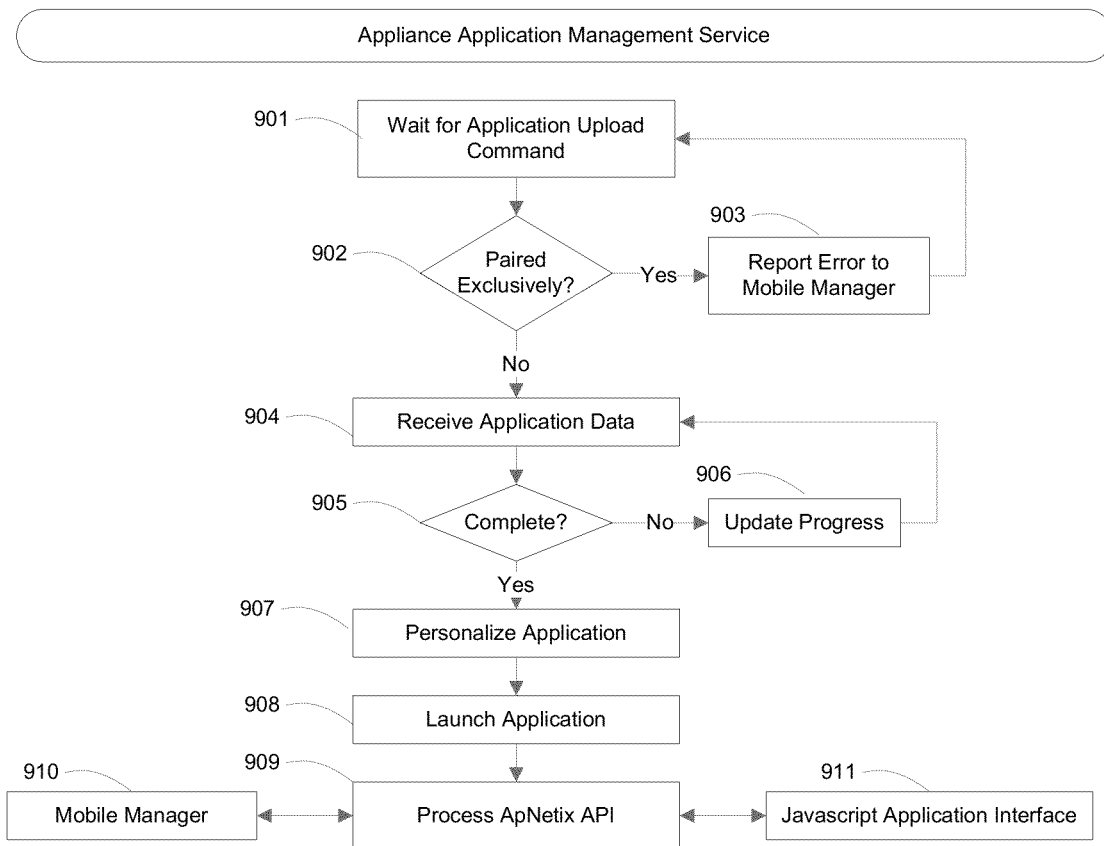 Appliance Application Management Service
901
Wait for Application Upload
Command
902
Paired
Exclusively?
Yes
903
Report Error to
Mobile Manager
No
904
Receive Application Data
905
Complete?
No
906
Update Progress
Yes
907
Personalize Application
908
Launch Application
909
Process ApNetix API
910
Mobile Manager
911
Javascript Application Interface